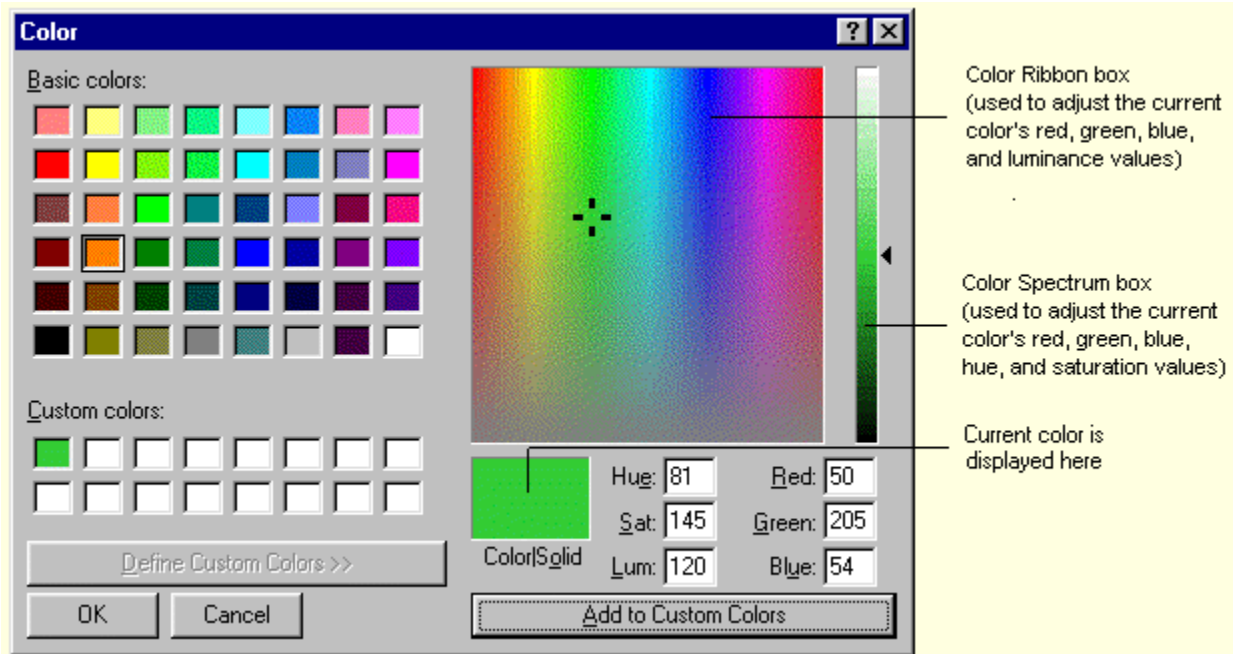 Color
Basic colors:
Custom colors:
Define Custom Colors >>
OK Cancel
Hue: 81 Red: 50
Sat: 145 Green: 205
Lum: 120 Blue: 54
Color|Solid
Add to Custom Colors
Color Ribbon box
(used to adjust the current
color's red, green, blue,
and luminance values)
.
Color Spectrum box
(used to adjust the current
color's red, green, blue,
hue, and saturation values)
Current color is
displayed here